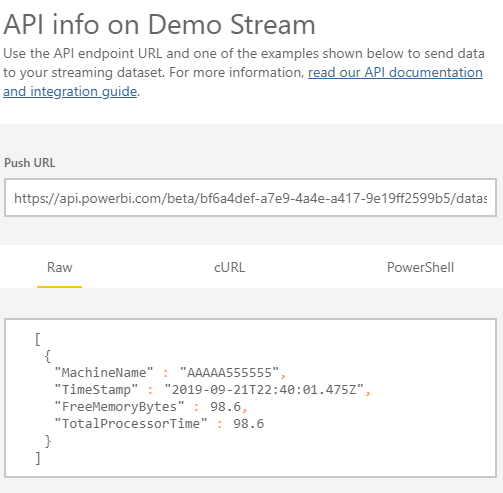 API info on Demo Stream
Use the API endpoint URL and one of the examples shown below to send data
to your streaming dataset. For more information, read our API documentation
and integration guide.
Push URL
https://api.powerbi.com/beta/bf6a4def-a7e9-4a4e-a417-9e19ff2599b5/datas
Raw cURL PowerShell
[
{
"MachineName" : "AAAAA555555",
"TimeStamp" : "2019-09-21T22:40:01.475Z",
"FreeMemoryBytes" : 98.6,
"TotalProcessorTime" : 98.6
}
]